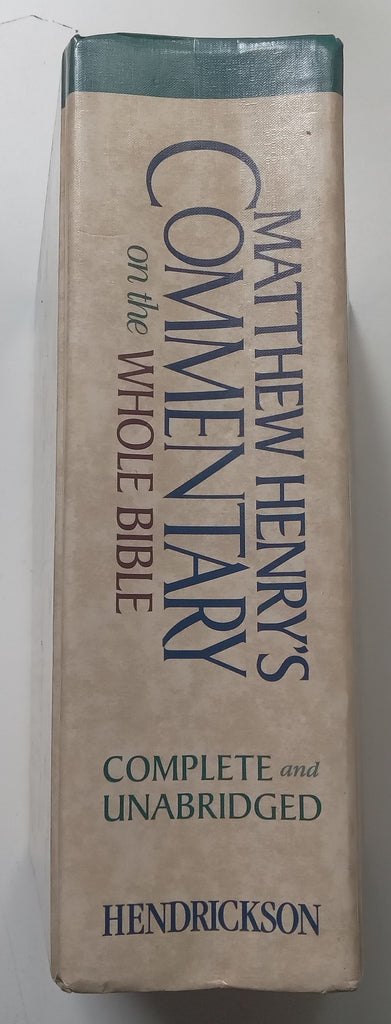 MATTHEW HENRY'S
COMMENTARY
on the WHOLE BIBLE
COMPLETE and
UNABRIDGED
HENDRICKSON